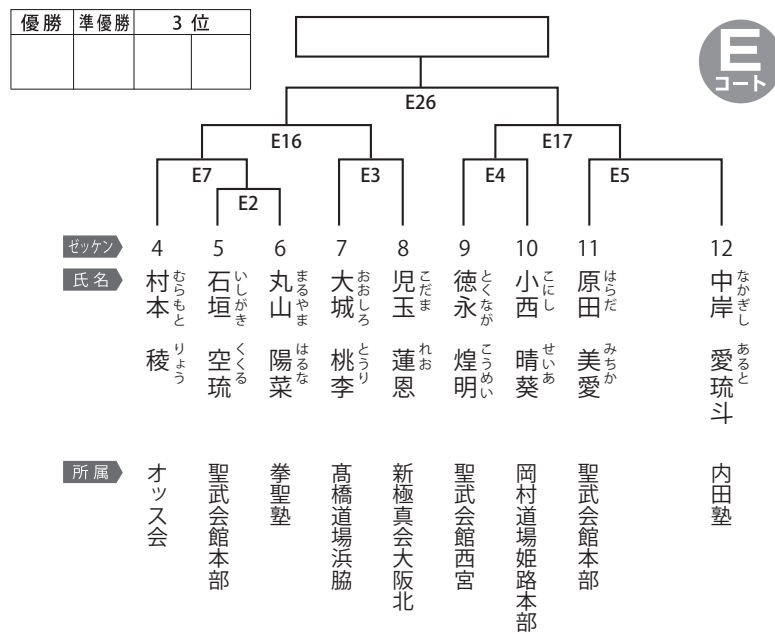 優勝 準優勝 3位
E
コート
E26
E16 E17
E7 E3 E4 E5
E2
ゼッケン 4 5 6 7 8 9 10 11 12
氏名
村本 稜 むらもと りょう
石垣 空琉 いしがき くくる
丸山 陽菜 まるやま はるな
大城 桃李 おおしろ とうり
児玉 蓮恩 こだま れお
徳永 煌明 とくなが こうめい
小西 晴葵 こにし せいあ
原田 美愛 はらだ みちか
中岸 愛琉斗 なかぎし あると
所属
オッス会
聖武会館本部
拳聖塾
髙橋道場浜脇
新極真会大阪北
聖武会館西宮
岡村道場姫路本部
聖武会館本部
内田塾